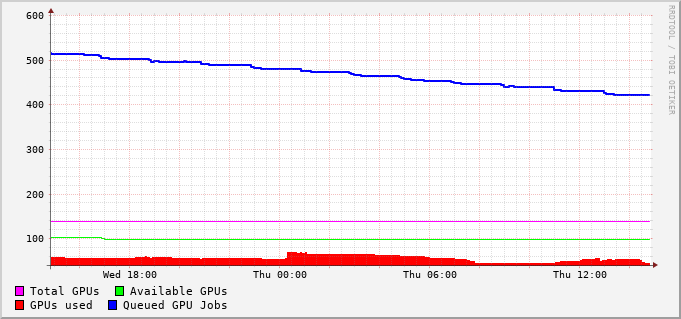 600
500
400
300
200
100
Wed 18:00 Thu 00:00 Thu 06:00 Thu 12:00
Total GPUs Available GPUs
GPUs used Queued GPU Jobs
RRDTOOL / TOBI OETIKER